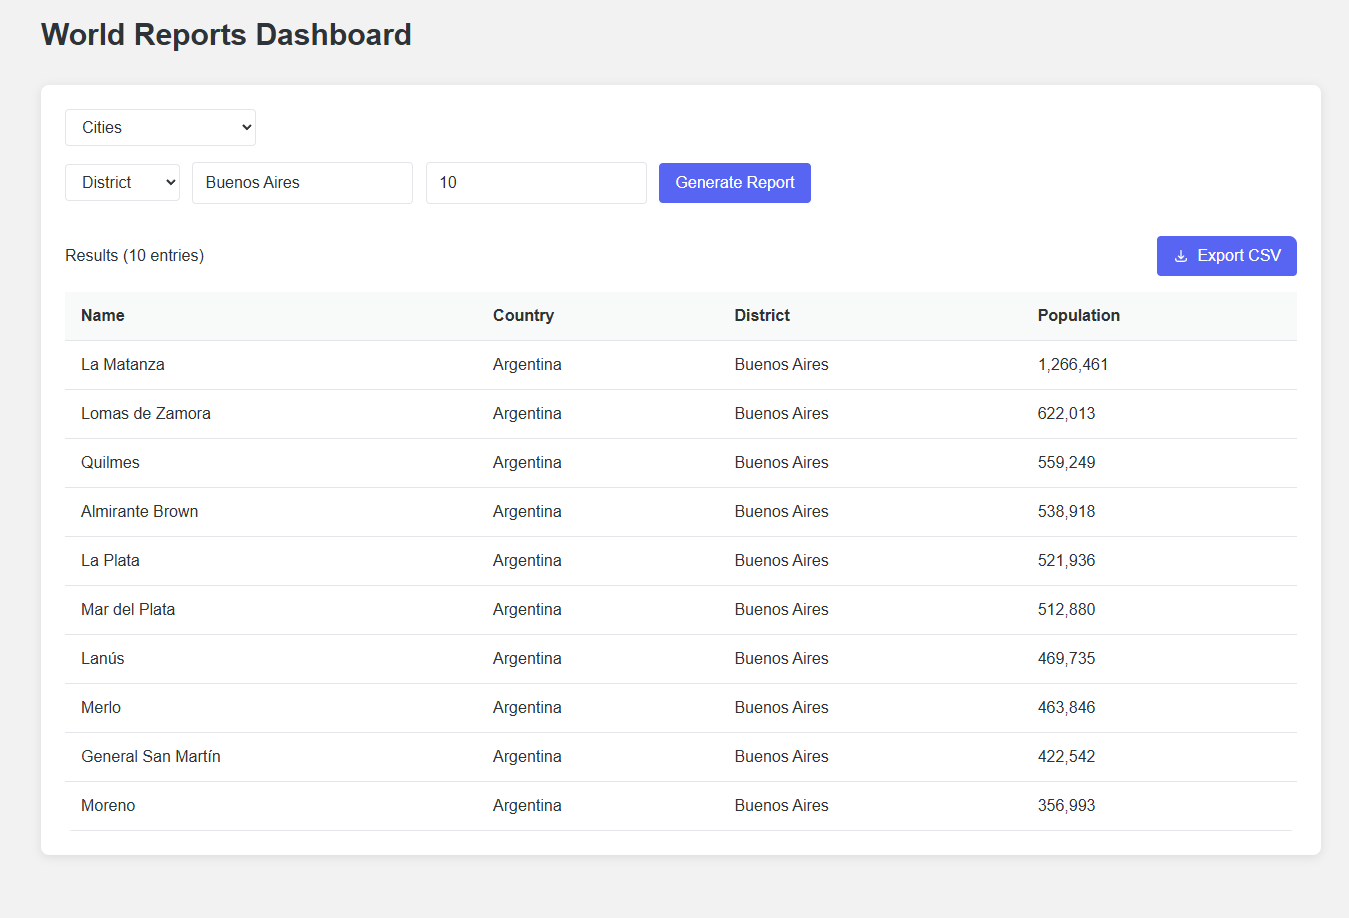 World Reports Dashboard
Cities
District Buenos Aires 10 Generate Report
Results (10 entries) Export CSV
Name Country District Population
La Matanza Argentina Buenos Aires 1,266,461
Lomas de Zamora Argentina Buenos Aires 622,013
Quilmes Argentina Buenos Aires 559,249
Almirante Brown Argentina Buenos Aires 538,918
La Plata Argentina Buenos Aires 521,936
Mar del Plata Argentina Buenos Aires 512,880
Lanús Argentina Buenos Aires 469,735
Merlo Argentina Buenos Aires 463,846
General San Martín Argentina Buenos Aires 422,542
Moreno Argentina Buenos Aires 356,993